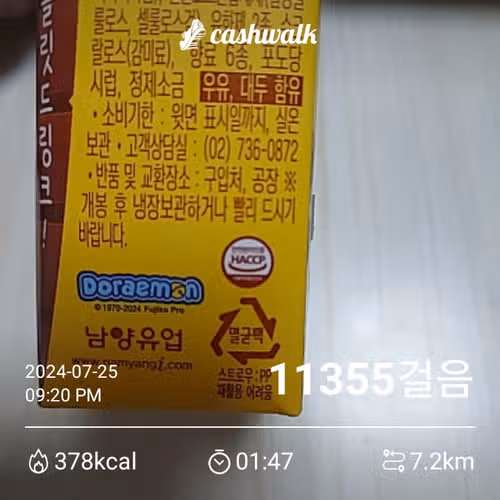 cashwalk
룰로스, 셀룰로스겔, 유화제 2종, 수크
랄로스(감미료), 향료 6종, 포도당
시럽, 정제소금 우유, 대두 함유
• 소비기한 : 윗면 표시일까지, 실온
보관 • 고객상담실 : (02) 736-0872
• 반품 및 교환장소 : 구입처, 공장 ※
개봉 후 냉장보관하거나 빨리 드시기
바랍니다.
릿드링크!
HACCP
Doraemon
© 1970-2024 Fujiko Pro
남양유업
www.namyangi.com
멸균팩
스트로우 : PP
재활용 어려움
2024-07-25
09:20 PM
11355걸음
378kcal
01:47
7.2km